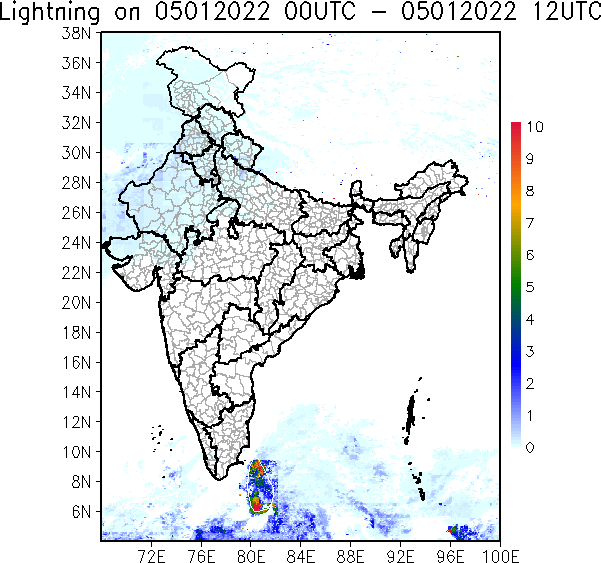 Lightning on 05012022 00UTC – 05012022 12UTC
38N
36N
34N
32N
30N
28N
26N
24N
22N
20N
18N
16N
14N
12N
10N
8N
6N
72E 76E 80E 84E 88E 92E 96E 100E
10
9
8
7
6
5
4
3
2
1
0